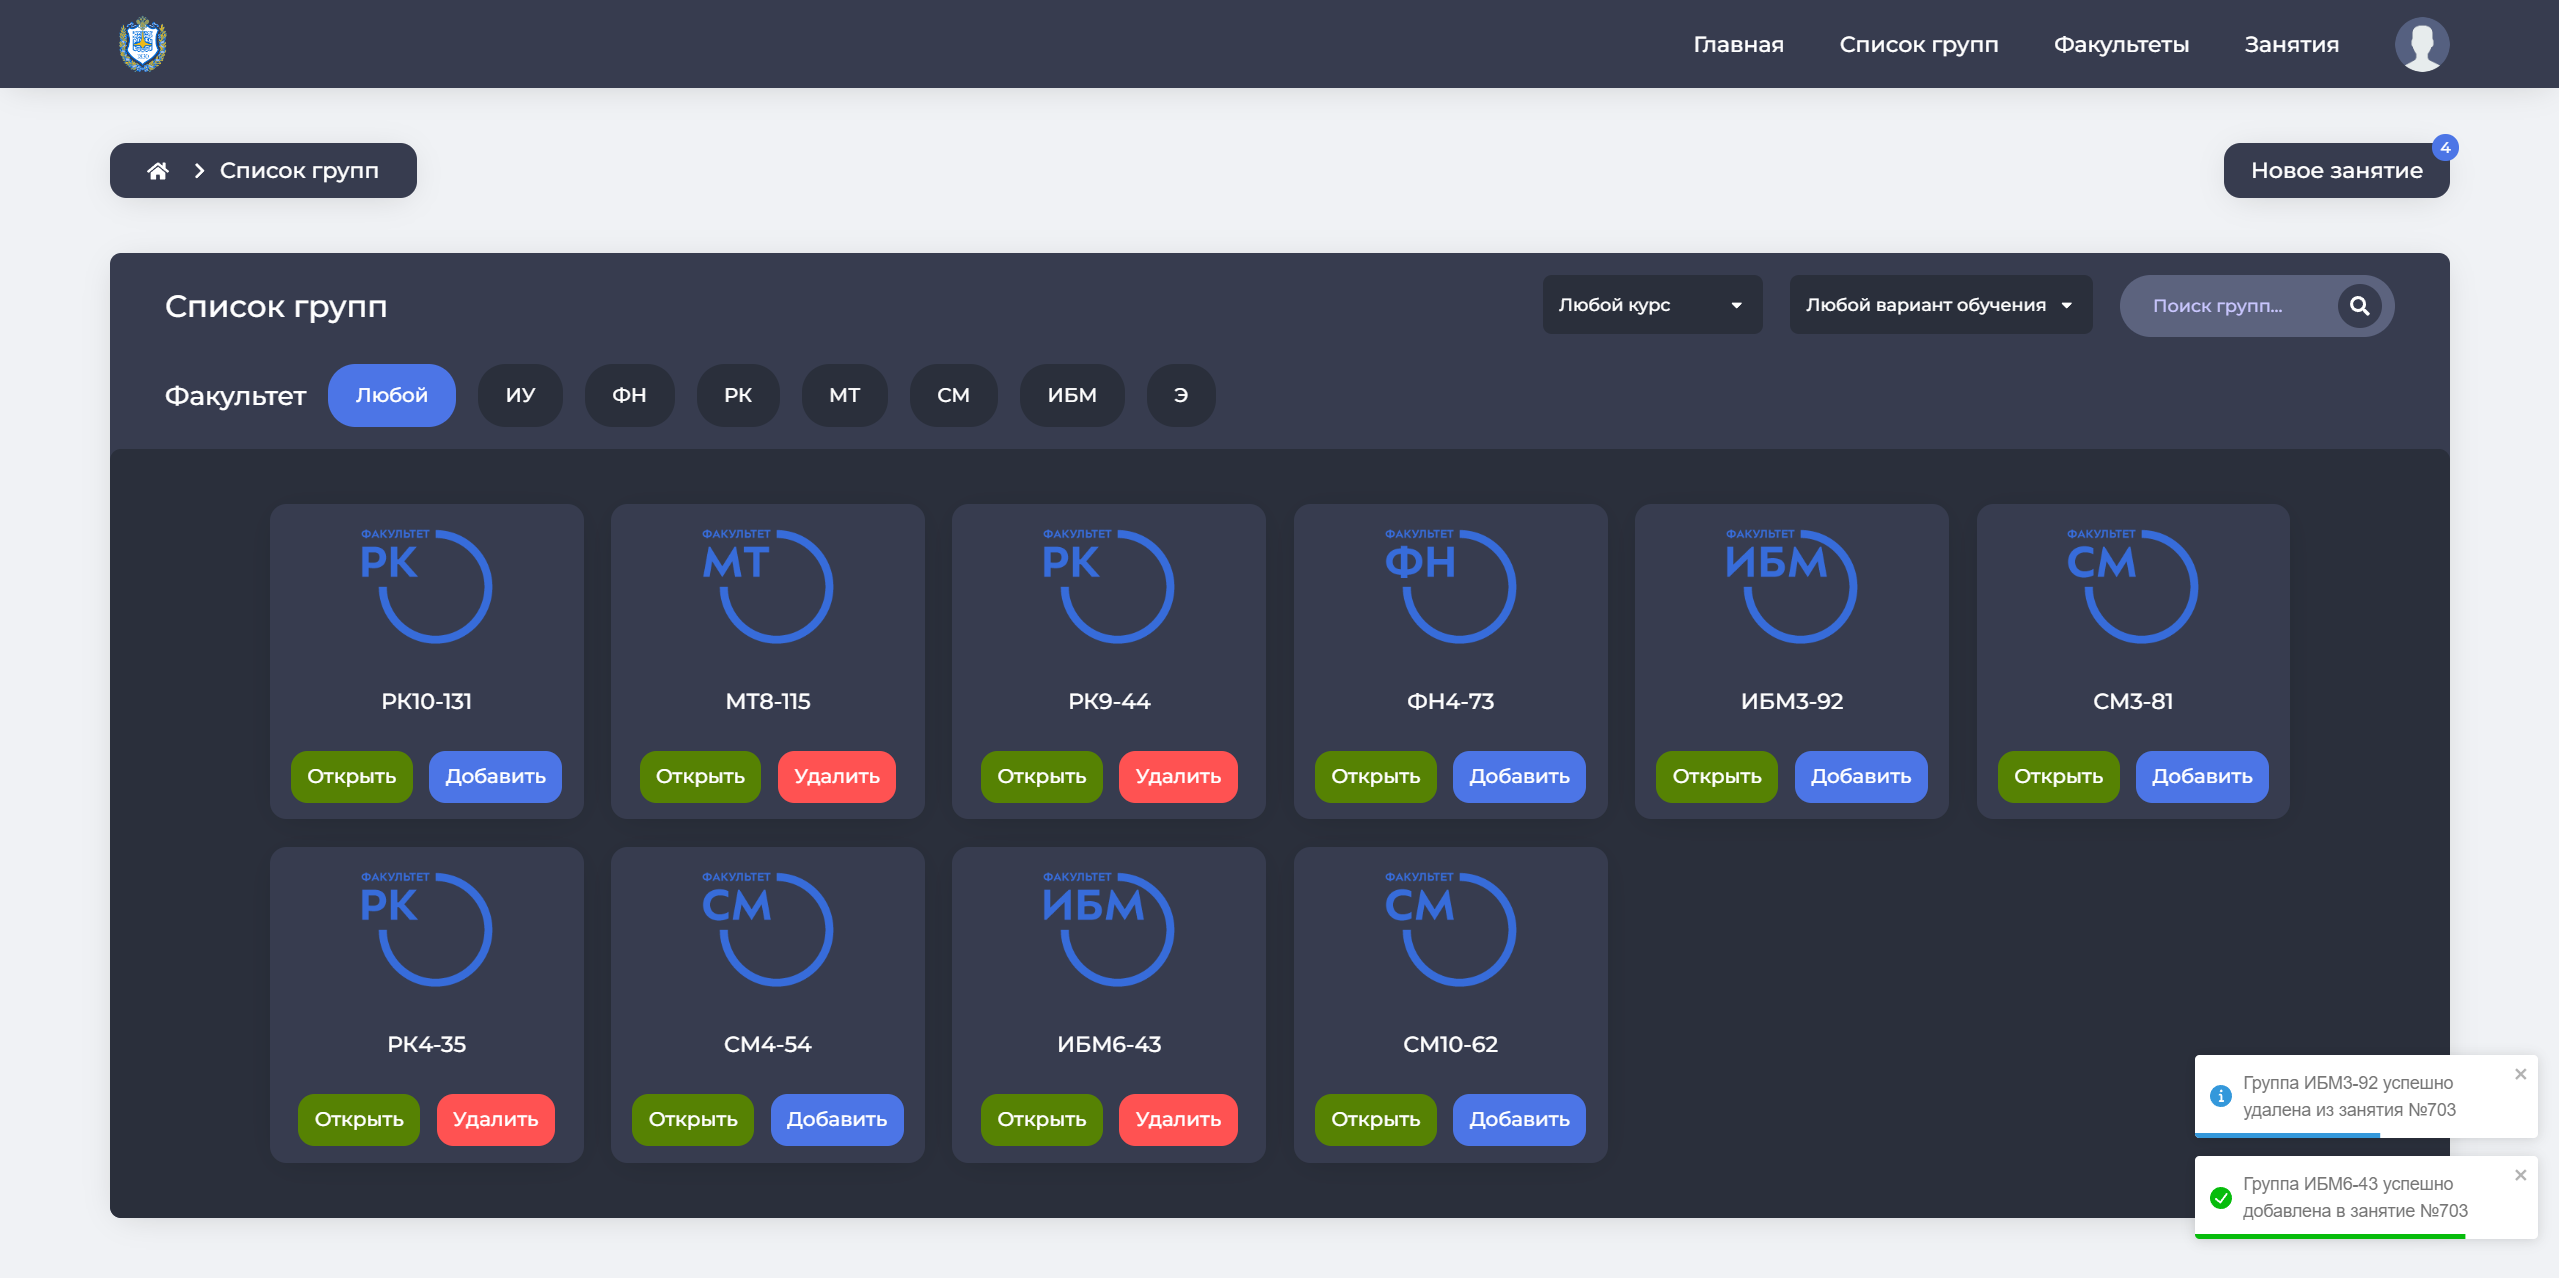 Главная
Список групп
Факультеты
Занятия
Список групп
Новое занятие
4
Список групп
Любой курс
Любой вариант обучения
Поиск групп...
Факультет
Любой
ИУ
ФН
РК
МТ
СМ
ИБМ
Э
ФАКУЛЬТЕТ
РК
РК10-131
Открыть
Добавить
ФАКУЛЬТЕТ
МТ
МТ8-115
Открыть
Удалить
ФАКУЛЬТЕТ
РК
РК9-44
Открыть
Удалить
ФАКУЛЬТЕТ
ФН
ФН4-73
Открыть
Добавить
ФАКУЛЬТЕТ
ИБМ
ИБМ3-92
Открыть
Добавить
ФАКУЛЬТЕТ
СМ
СМ3-81
Открыть
Добавить
ФАКУЛЬТЕТ
РК
РК4-35
Открыть
Удалить
ФАКУЛЬТЕТ
СМ
СМ4-54
Открыть
Добавить
ФАКУЛЬТЕТ
ИБМ
ИБМ6-43
Открыть
Удалить
ФАКУЛЬТЕТ
СМ
СМ10-62
Открыть
Добавить
Группа ИБМ3-92 успешно
удалена из занятия №703
Группа ИБМ6-43 успешно
добавлена в занятие №703